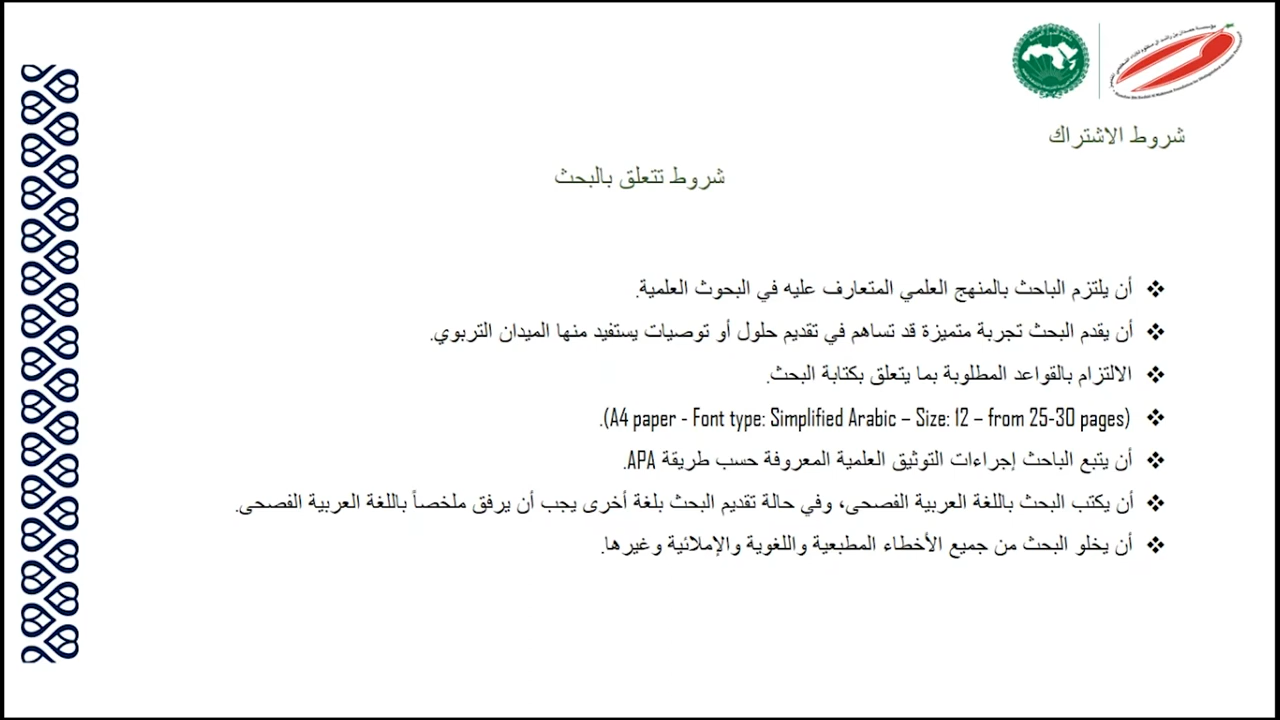 شروط الاشتراك
شروط تتعلق بالبحث
❖ أن يلتزم الباحث بالمنهج العلمي المتعارف عليه في البحوث العلمية.
❖ أن يقدم البحث تجربة متميزة قد تساهم في تقديم حلول أو توصيات يستفيد منها الميدان التربوي.
❖ الالتزام بالقواعد المطلوبة بما يتعلق بكتابة البحث.
❖ (A4 paper - Font type: Simplified Arabic – Size: 12 – from 25-30 pages).
❖ أن يتبع الباحث إجراءات التوثيق العلمية المعروفة حسب طريقة APA.
❖ أن يكتب البحث باللغة العربية الفصحى، وفي حالة تقديم البحث بلغة أخرى يجب أن يرفق ملخصاً باللغة العربية الفصحى.
❖ أن يخلو البحث من جميع الأخطاء المطبعية واللغوية والإملائية وغيرها.